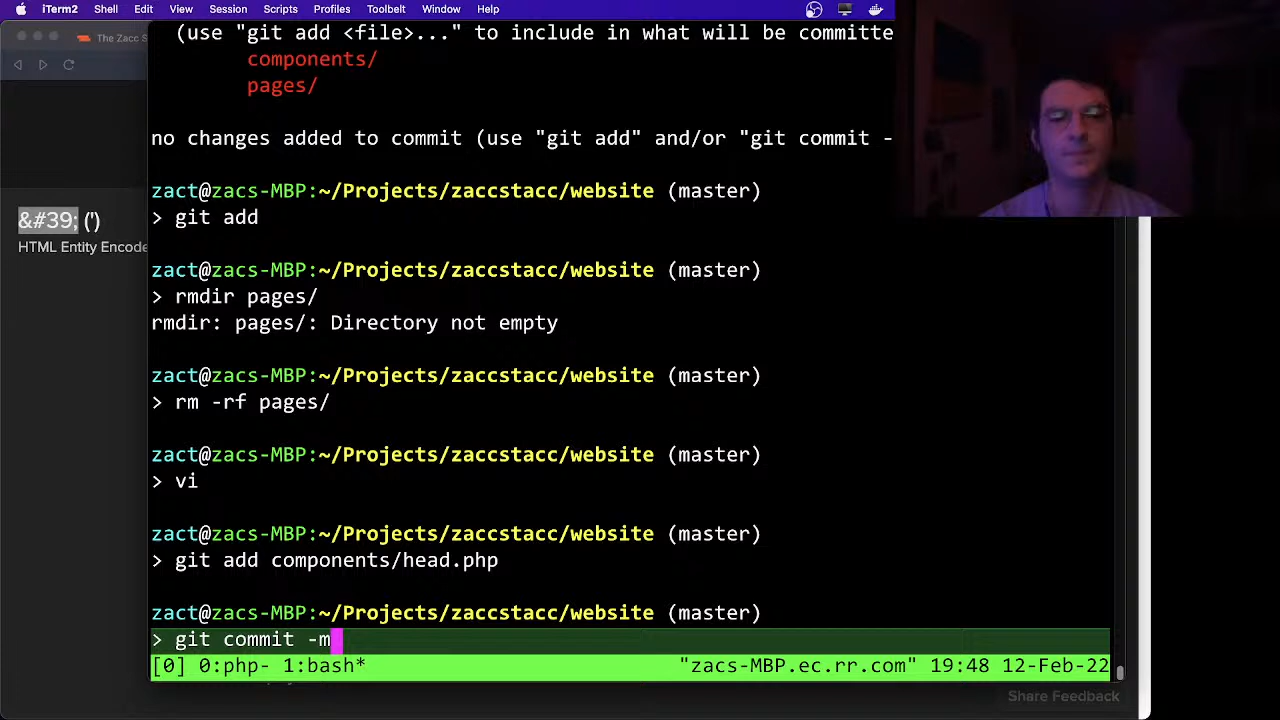 iTerm2 Shell Edit View Session Scripts Profiles Toolbelt Window Help
The Zacc S
(use "git add <file>..." to include in what will be committe
components/
pages/
no changes added to commit (use "git add" and/or "git commit -
zact@zacs-MBP:~/Projects/zaccstacc/website (master)
> git add
&#39; (')
HTML Entity Encode
zact@zacs-MBP:~/Projects/zaccstacc/website (master)
> rmdir pages/
rmdir: pages/: Directory not empty
zact@zacs-MBP:~/Projects/zaccstacc/website (master)
> rm -rf pages/
zact@zacs-MBP:~/Projects/zaccstacc/website (master)
> vi
zact@zacs-MBP:~/Projects/zaccstacc/website (master)
> git add components/head.php
zact@zacs-MBP:~/Projects/zaccstacc/website (master)
> git commit -m
[0] 0:php- 1:bash* "zacs-MBP.ec.rr.com" 19:48 12-Feb-22
Share Feedback